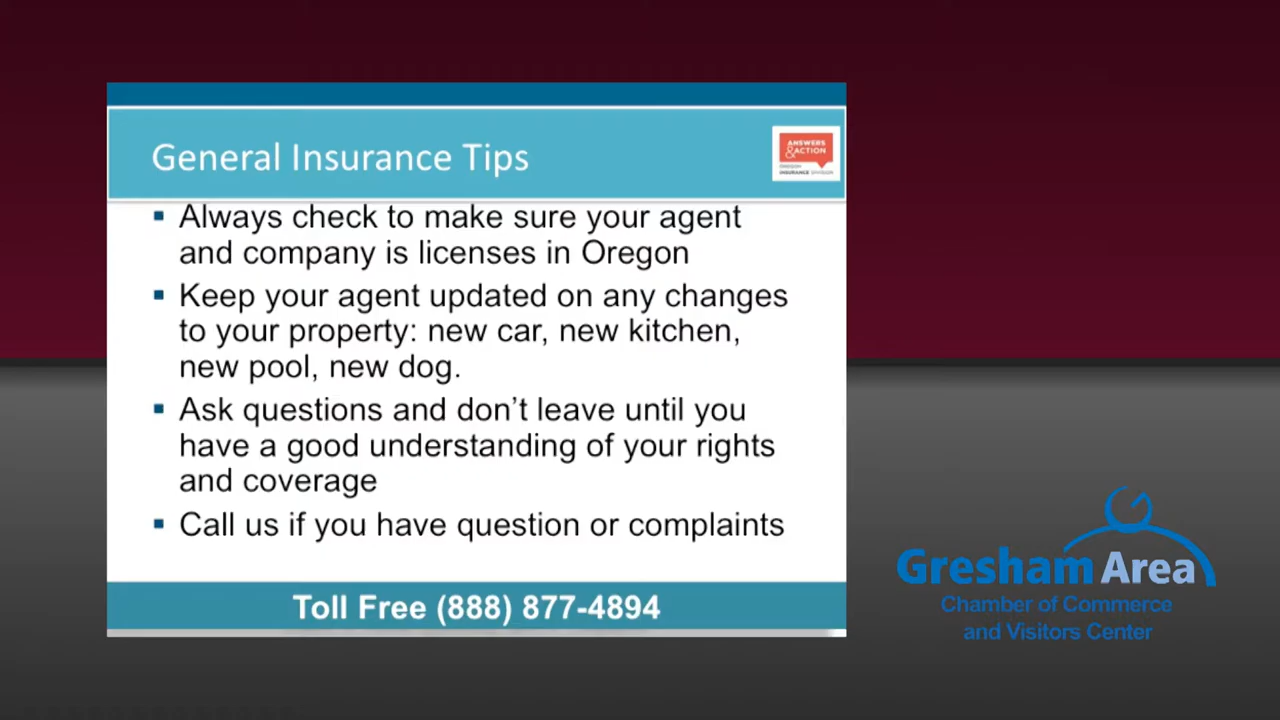 General Insurance Tips
ANSWERS
& ACTION
OREGON
INSURANCE DIVISION
▪ Always check to make sure your agent
and company is licenses in Oregon
▪ Keep your agent updated on any changes
to your property: new car, new kitchen,
new pool, new dog.
▪ Ask questions and don’t leave until you
have a good understanding of your rights
and coverage
▪ Call us if you have question or complaints
Toll Free (888) 877-4894
Gresham Area
Chamber of Commerce
and Visitors Center